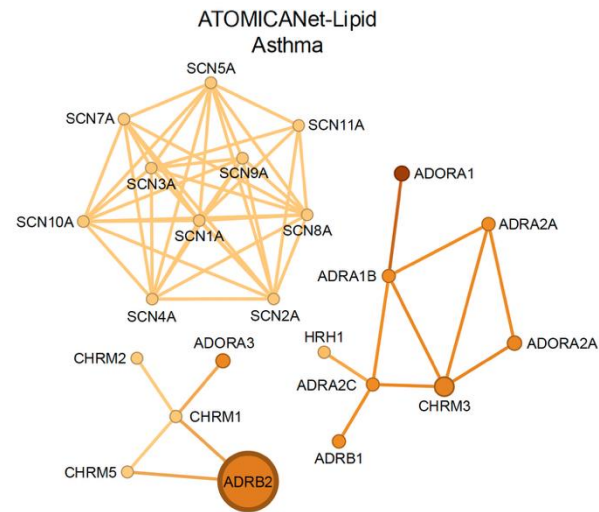 ATOMICANet-Lipid
Asthma
SCN5A
SCN7A
SCN11A
SCN9A
SCN3A
SCN10A
SCN1A
SCN8A
SCN4A
SCN2A
ADORA1
ADRA2A
ADRA1B
HRH1
ADORA2A
ADRA2C
CHRM3
ADRB1
CHRM2
ADORA3
CHRM1
CHRM5
ADRB2